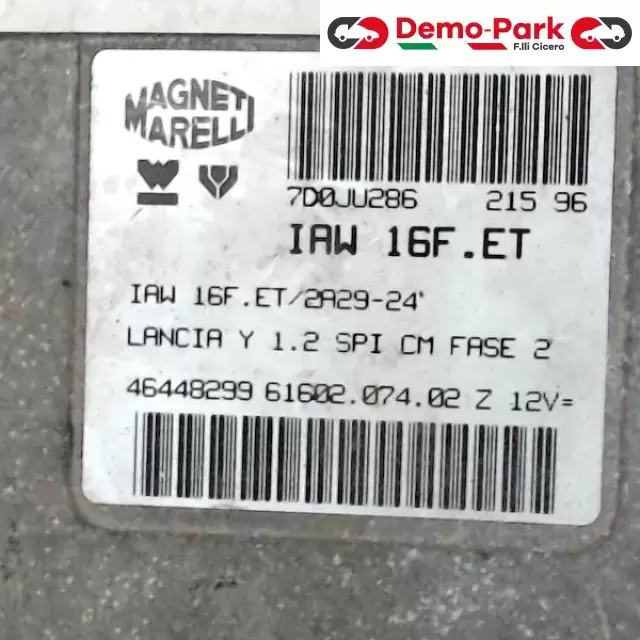 Demo-Park
F.lli Cicero
MAGNETI
MARELLI
7D0JU286 215 96
IAW 16F.ET
IAW 16F.ET/2A29-24'
LANCIA Y 1.2 SPI CM FASE 2
46448299 61602.074.02 Z 12V=